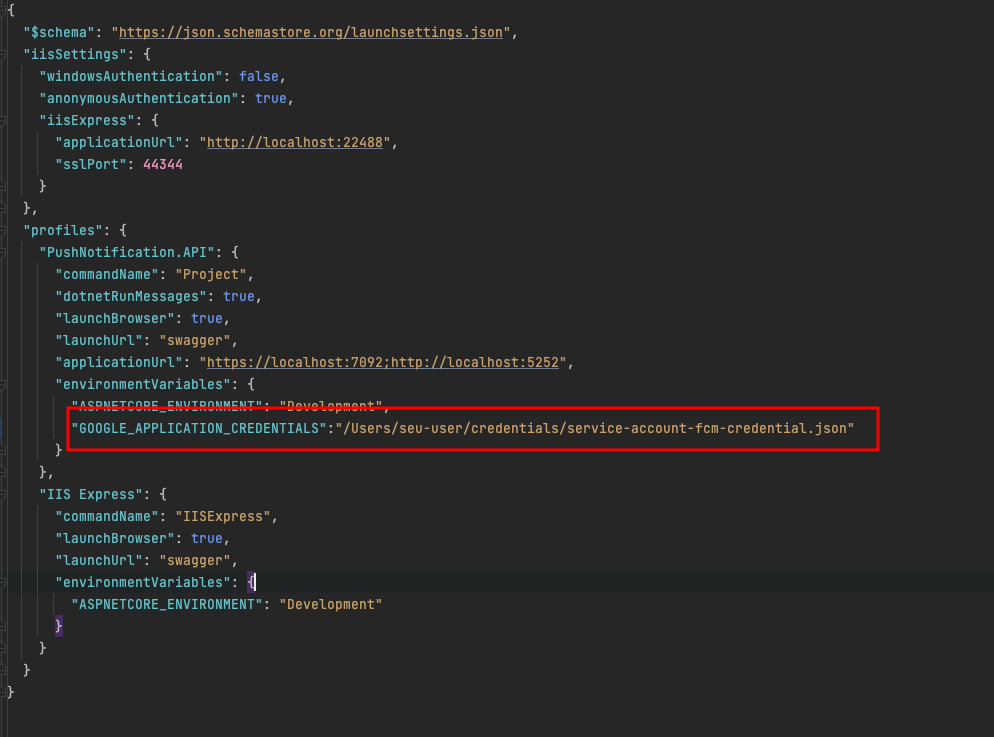 {
  "$schema": "https://json.schemastore.org/launchsettings.json",
  "iisSettings": {
    "windowsAuthentication": false,
    "anonymousAuthentication": true,
    "iisExpress": {
      "applicationUrl": "http://localhost:22488",
      "sslPort": 44344
    }
  },
  "profiles": {
    "PushNotification.API": {
      "commandName": "Project",
      "dotnetRunMessages": true,
      "launchBrowser": true,
      "launchUrl": "swagger",
      "applicationUrl": "https://localhost:7092;http://localhost:5252",
      "environmentVariables": {
        "ASPNETCORE_ENVIRONMENT": "Development",
        "GOOGLE_APPLICATION_CREDENTIALS":"/Users/seu-user/credentials/service-account-fcm-credential.json"
      }
    },
    "IIS Express": {
      "commandName": "IISExpress",
      "launchBrowser": true,
      "launchUrl": "swagger",
      "environmentVariables": {
        "ASPNETCORE_ENVIRONMENT": "Development"
      }
    }
  }
}